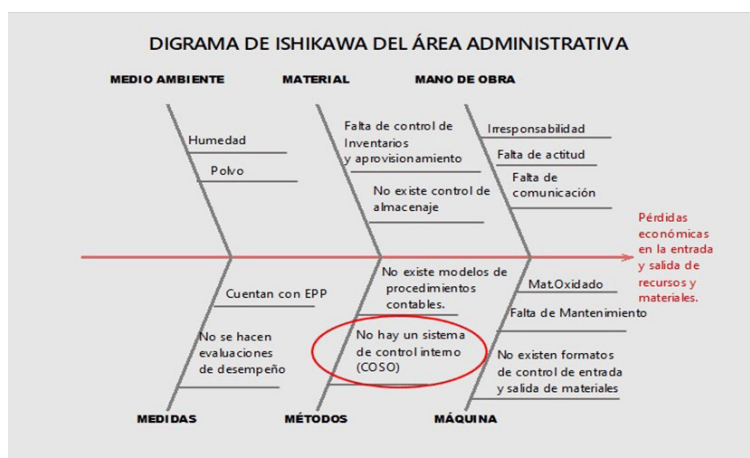 DIGRAMA DE ISHIKAWA DEL ÁREA ADMINISTRATIVA
MEDIO AMBIENTE
MATERIAL
MANO DE OBRA
Humedad
Polvo
Falta de control de
Inventarios
y aprovisionamiento
No existe control de
almacenaje
Irresponsabilidad
Falta de actitud
Falta de
comunicación
Pérdidas
económicas
en la entrada
y salida de
recursos y
materiales.
Cuentan con EPP
No se hacen
evaluaciones
de desempeño
No existe modelos de
procedimientos
contables.
No hay un sistema
de control interno
(COSO)
Mat.Oxidado
Falta de Mantenimiento
No existen formatos
de control de entrada
y salida de materiales
MEDIDAS
MÉTODOS
MÁQUINA